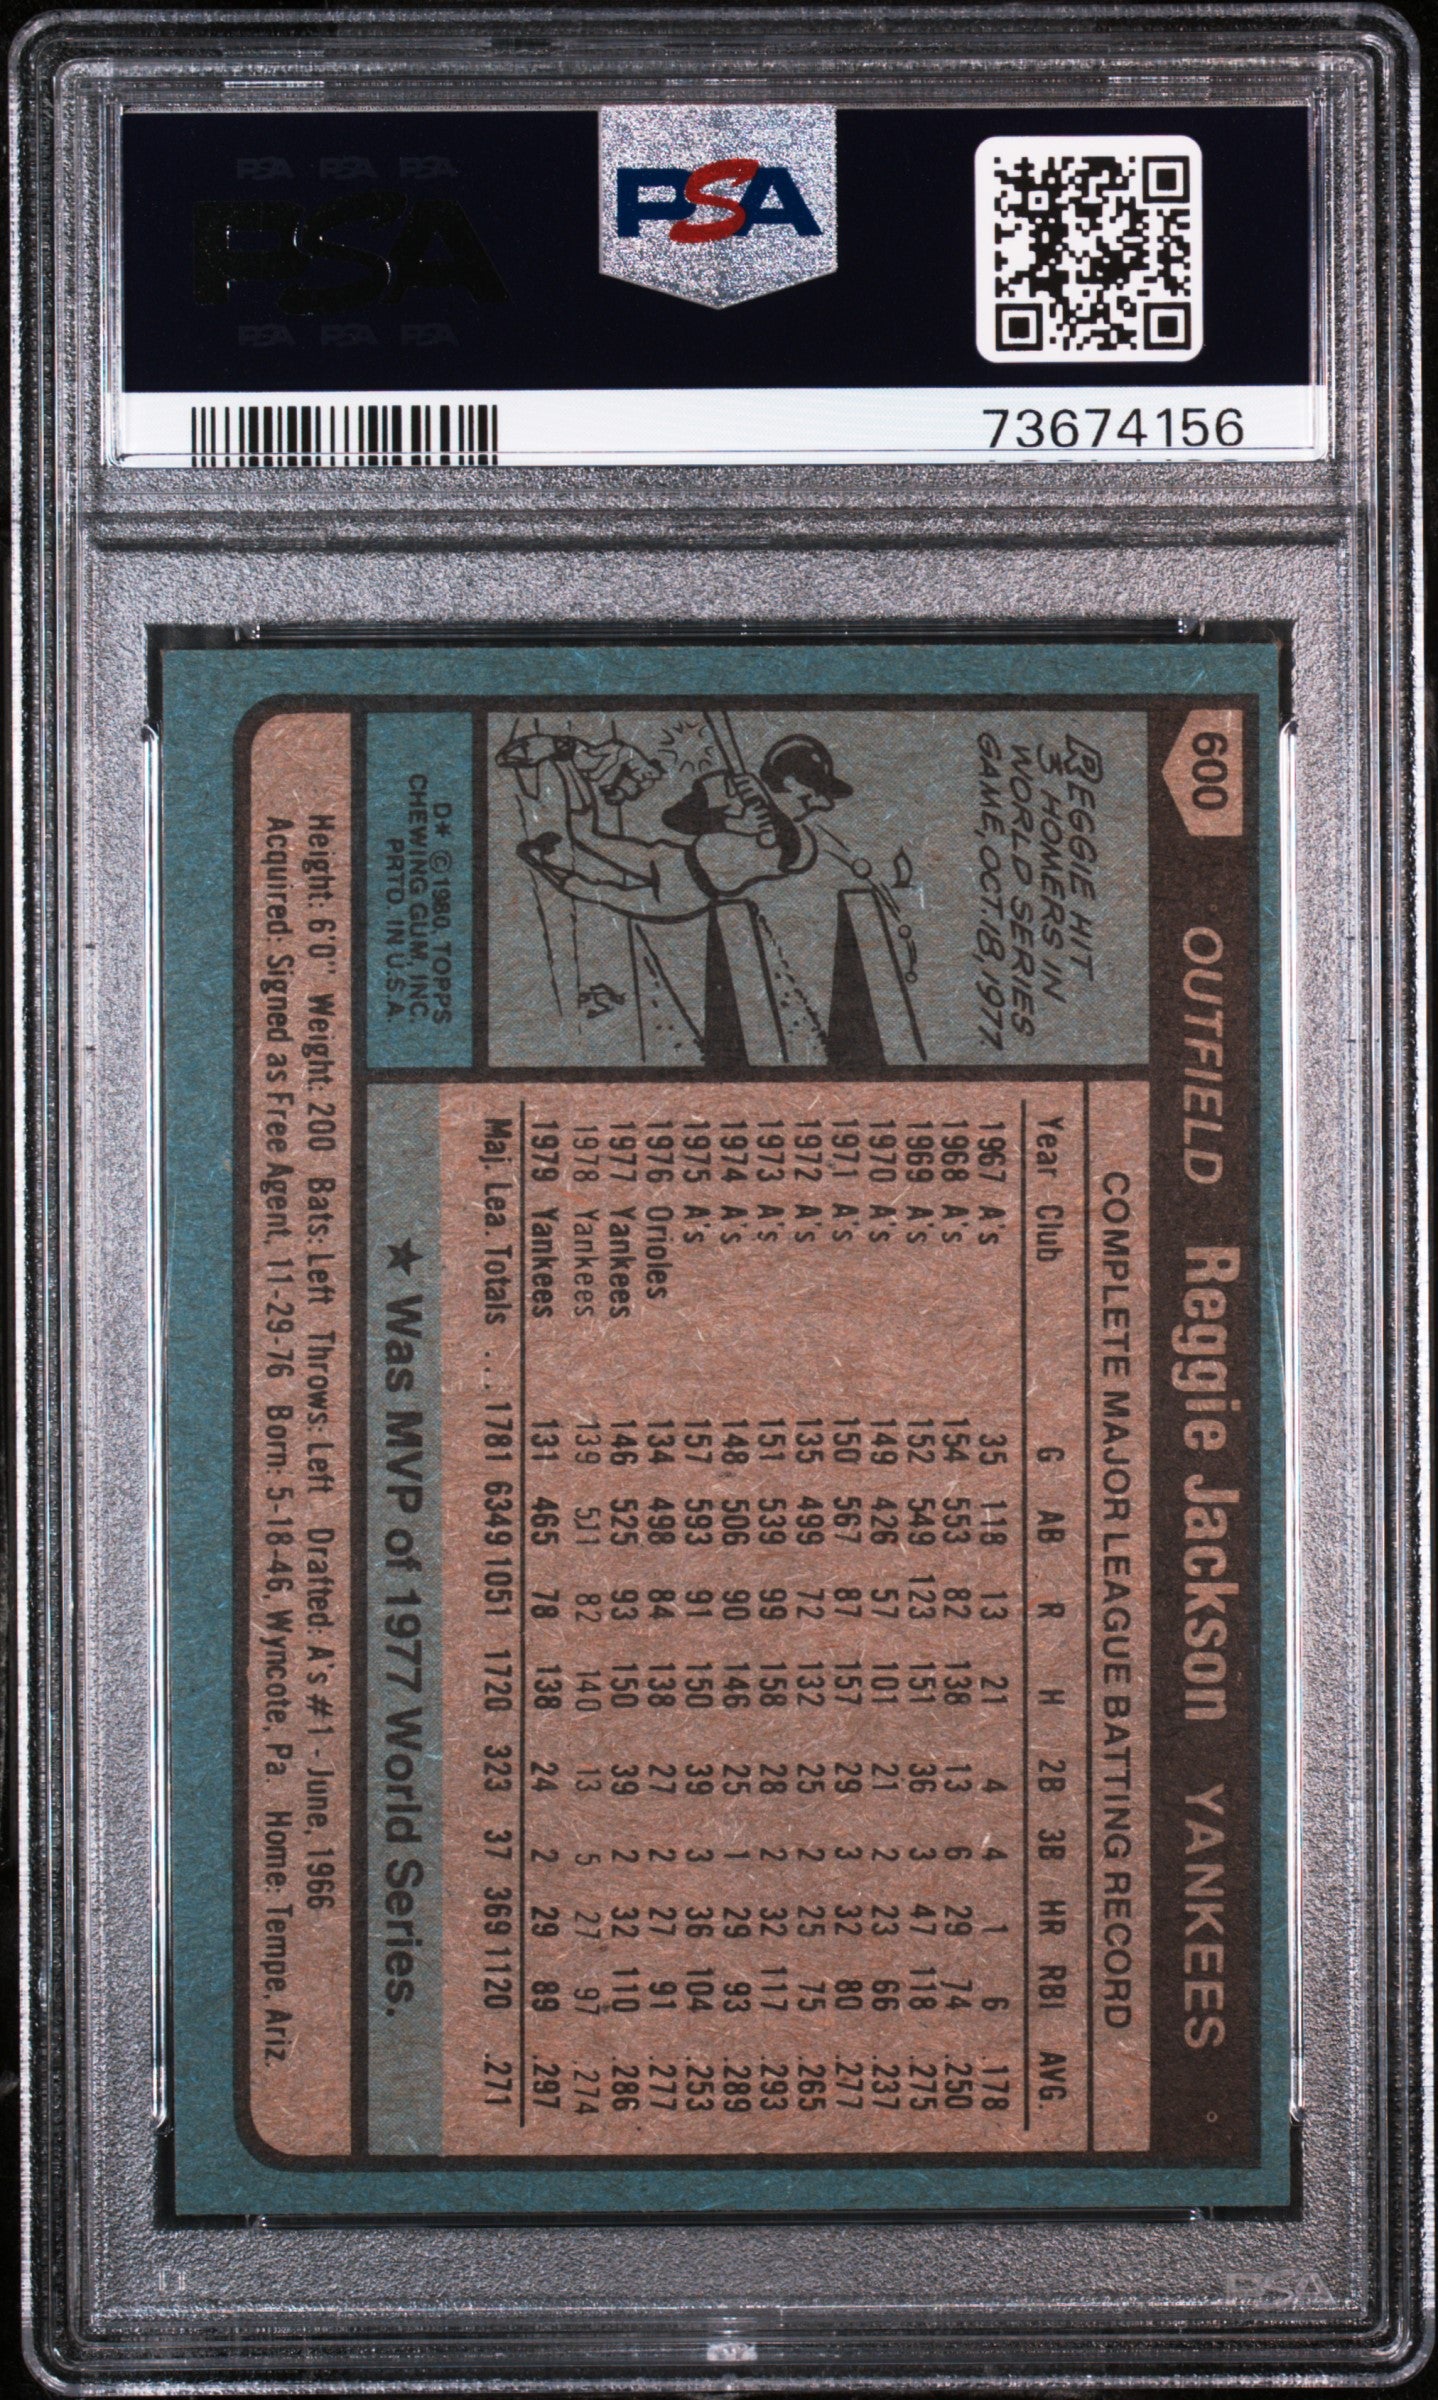 PSA PSA PSA
PSA
PSA PSA PSA
PSA
73674156
600 OUTFIELD Reggie Jackson YANKEES
REGGIE HIT
3 HOMERS IN
WORLD SERIES
GAME, OCT. 18, 1977.
D* © 1980, TOPPS
CHEWING GUM, INC.
PRTD. IN U.S.A.
COMPLETE MAJOR LEAGUE BATTING RECORD
Year Club G AB R H 2B 3B HR RBI AVG.
1967 A's 35 118 13 21 4 4 1 6 .178
1968 A's 154 553 82 138 13 6 29 74 .250
1969 A's 152 549 123 151 36 3 47 118 .275
1970 A's 149 426 57 101 21 2 23 66 .237
1971 A's 150 567 87 157 29 3 32 80 .277
1972 A's 135 499 72 132 25 2 25 75 .265
1973 A's 151 539 99 158 28 2 32 117 .293
1974 A's 148 506 90 146 25 1 29 93 .289
1975 A's 157 593 91 150 39 3 36 104 .253
1976 Orioles 134 498 84 138 27 2 27 91 .277
1977 Yankees 146 525 93 150 39 2 32 110 .286
1978 Yankees 139 511 82 140 13 5 27 97 .274
1979 Yankees 131 465 78 138 24 2 29 89 .297
Maj. Lea. Totals ... 1781 6349 1051 1720 323 37 369 1120 .271
★ Was MVP of 1977 World Series.
Height: 6'0" Weight: 200 Bats: Left Throws: Left Drafted: A's #1 - June, 1966
Acquired: Signed as Free Agent, 11-29-76 Born: 5-18-46, Wyncote, Pa. Home: Tempe, Ariz.
PSA